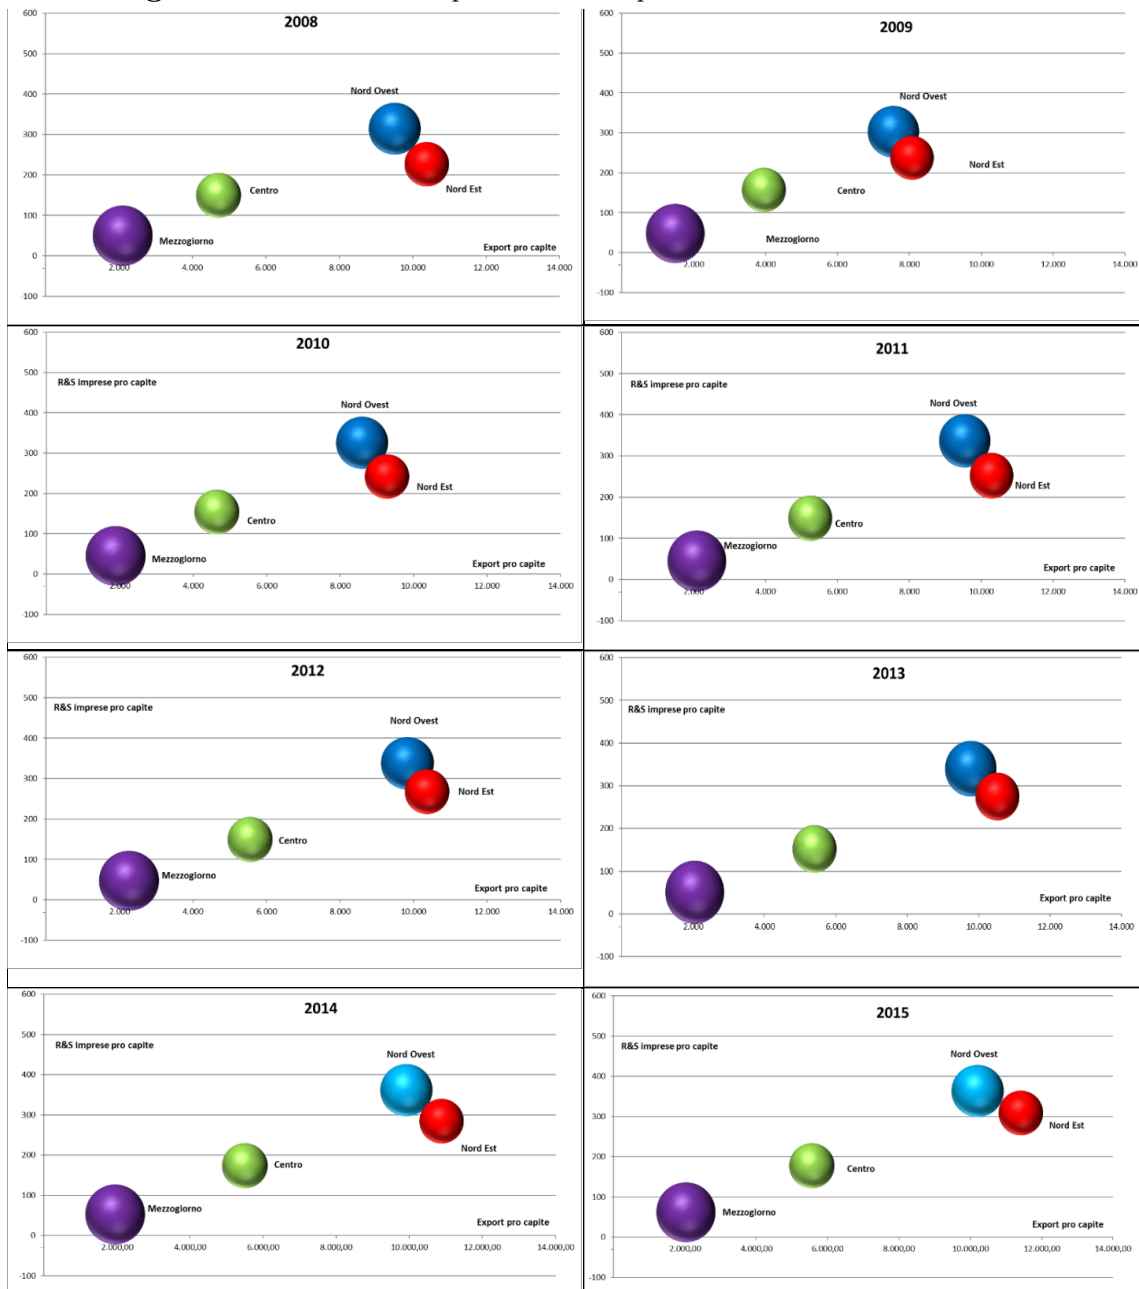 2008
600
500
400
300
200
100
0
-100
Nord Ovest
Nord Est
Centro
Mezzogiorno
Export pro capite
2.000 4.000 6.000 8.000 10.000 12.000 14.000
2009
600
500
400
300
200
100
0
-100
Nord Ovest
Nord Est
Centro
Mezzogiorno
2.000 4.000 6.000 8.000 10.000 12.000 14.000
2010
600
500
400
300
200
100
0
-100
R&S imprese pro capite
Nord Ovest
Nord Est
Centro
Mezzogiorno
Export pro capite
2.000 4.000 6.000 8.000 10.000 12.000 14.000
2011
600
500
400
300
200
100
0
-100
R&S imprese pro capite
Nord Ovest
Nord Est
Centro
Mezzogiorno
Export pro capite
2.000 4.000 6.000 8.000 10.000 12.000 14.000
2012
600
500
400
300
200
100
0
-100
R&S imprese pro capite
Nord Ovest
Nord Est
Centro
Mezzogiorno
Export pro capite
2.000 4.000 6.000 8.000 10.000 12.000 14.000
2013
600
500
400
300
200
100
0
-100
R&S imprese pro capite
Export pro capite
2.000 4.000 6.000 8.000 10.000 12.000 14.000
2014
600
500
400
300
200
100
0
-100
R&S imprese pro capite
Nord Ovest
Nord Est
Centro
Mezzogiorno
Export pro capite
2.000,00 4.000,00 6.000,00 8.000,00 10.000,00 12.000,00 14.000,00
2015
600
500
400
300
200
100
0
-100
R&S imprese pro capite
Nord Ovest
Nord Est
Centro
Mezzogiorno
Export pro capite
2.000,00 4.000,00 6.000,00 8.000,00 10.000,00 12.000,00 14.000,00